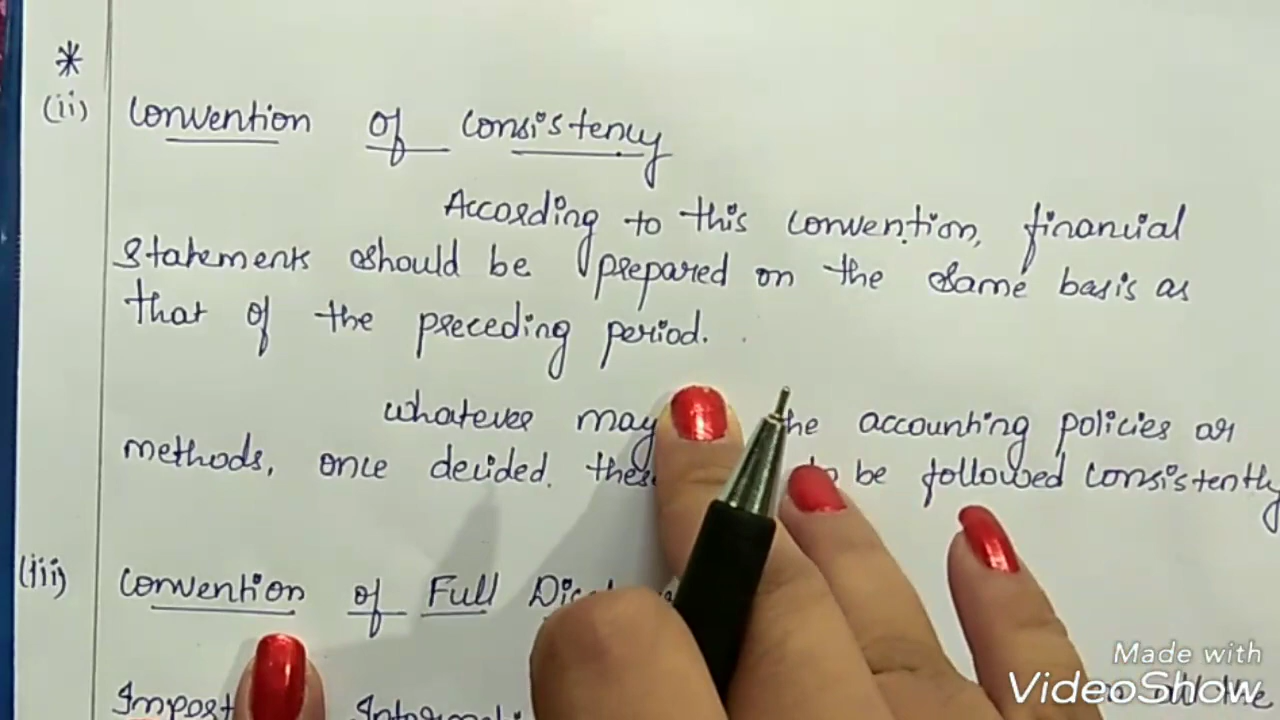 *
(ii) Convention of Consistency
According to this convention, financial
statements should be prepared on the same basis as
that of the preceding period.
whatever may the accounting policies or
methods, once decided. to be followed consistently
(iii) Convention of Full
Made with
VideoShow